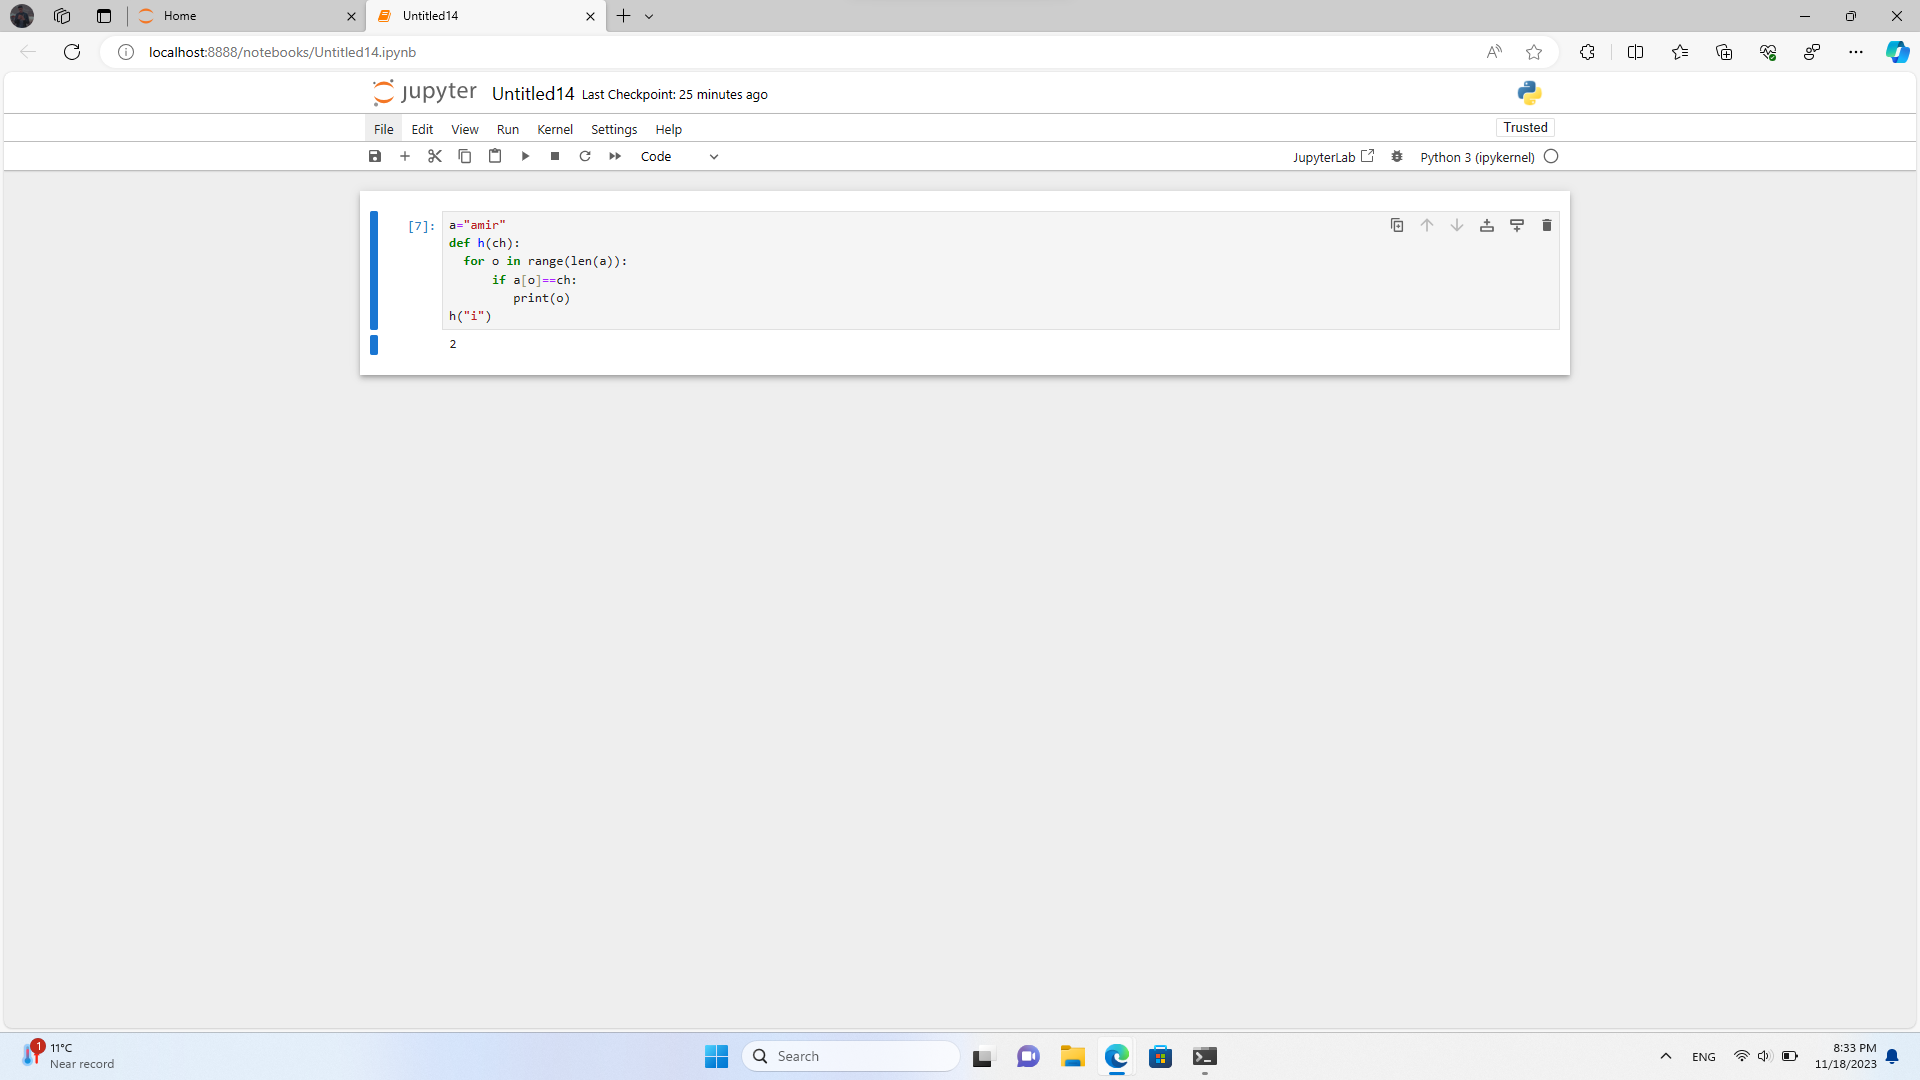 Home
Untitled14
localhost:8888/notebooks/Untitled14.ipynb
jupyter Untitled14 Last Checkpoint: 25 minutes ago
File Edit View Run Kernel Settings Help Trusted
Code JupyterLab Python 3 (ipykernel)
[7]: a="amir"
def h(ch):
  for o in range(len(a)):
      if a[o]==ch:
         print(o)
h("i")
2
1
11°C
Near record
Search
ENG
8:33 PM
11/18/2023